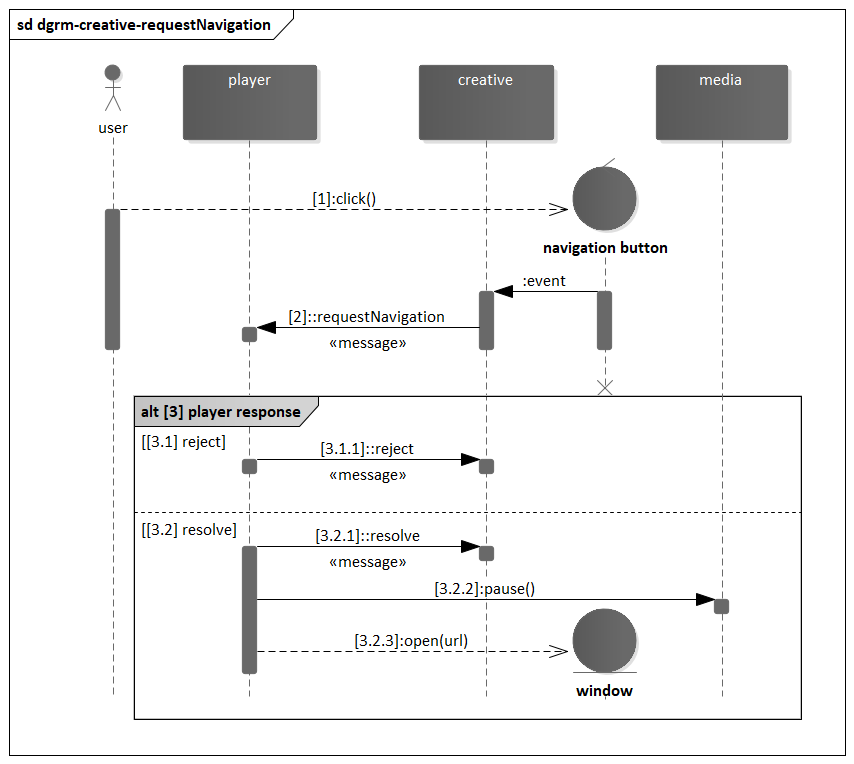 sd dgrm-creative-requestNavigation
player
creative
media
user
[1]:click()
navigation button
:event
[2]::requestNavigation
«message»
alt [3] player response
[[3.1] reject]
[3.1.1]::reject
«message»
[[3.2] resolve]
[3.2.1]::resolve
«message»
[3.2.2]:pause()
[3.2.3]:open(url)
window